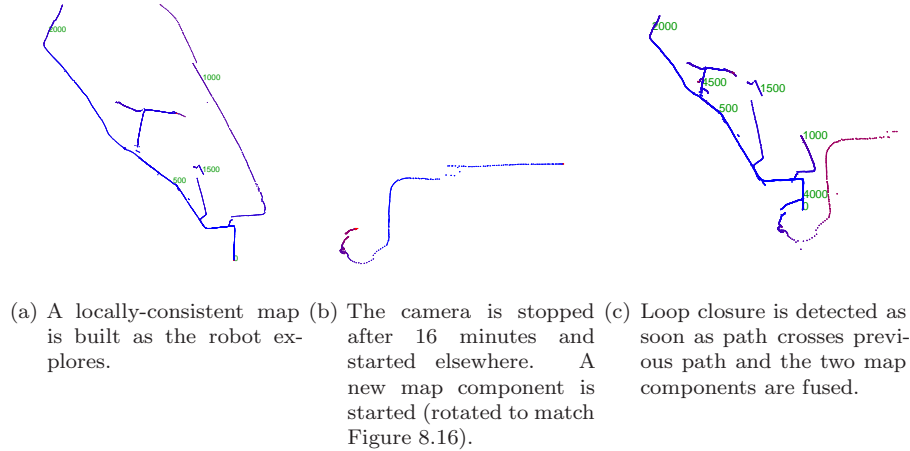 2000
1000
1500
500
0
2000
4500
1500
500
1000
4000
0
(a) A locally-consistent map
is built as the robot ex-
plores.
(b) The camera is stopped
after 16 minutes and
started elsewhere. A
new map component is
started (rotated to match
Figure 8.16).
(c) Loop closure is detected as
soon as path crosses previ-
ous path and the two map
components are fused.